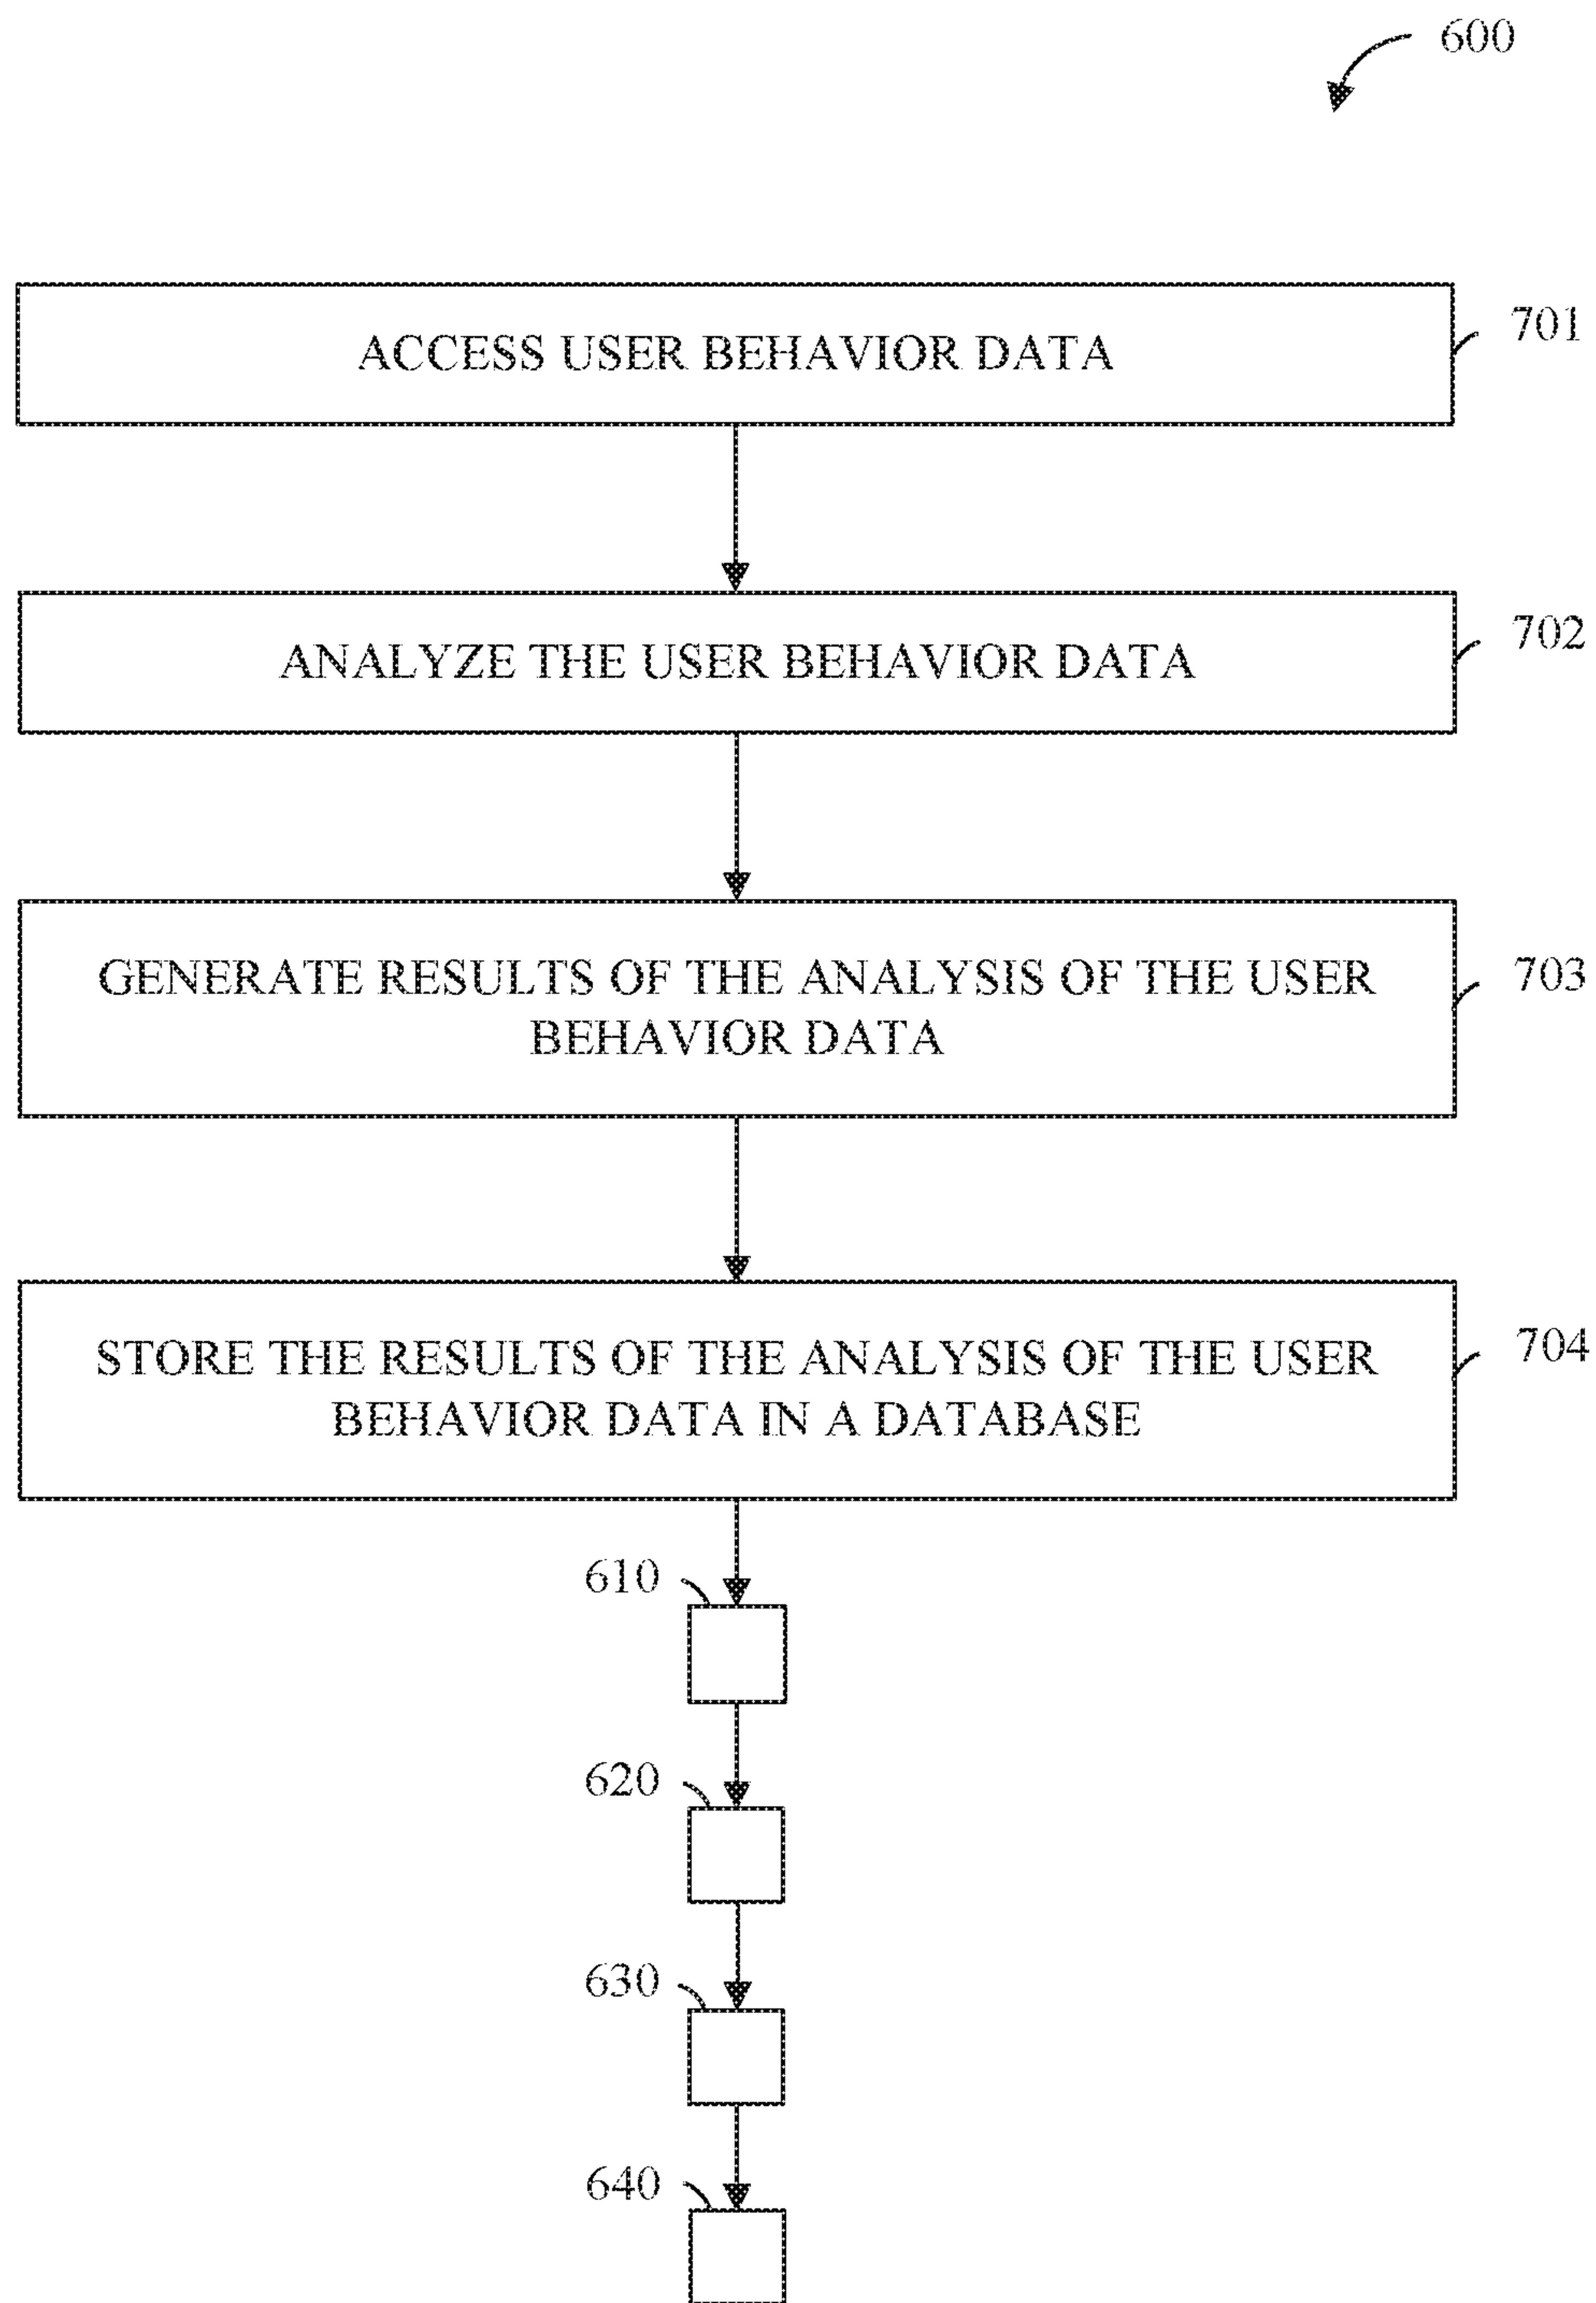 600
ACCESS USER BEHAVIOR DATA
701
ANALYZE THE USER BEHAVIOR DATA
702
GENERATE RESULTS OF THE ANALYSIS OF THE USER
BEHAVIOR DATA
703
STORE THE RESULTS OF THE ANALYSIS OF THE USER
BEHAVIOR DATA IN A DATABASE
704
610
620
630
640